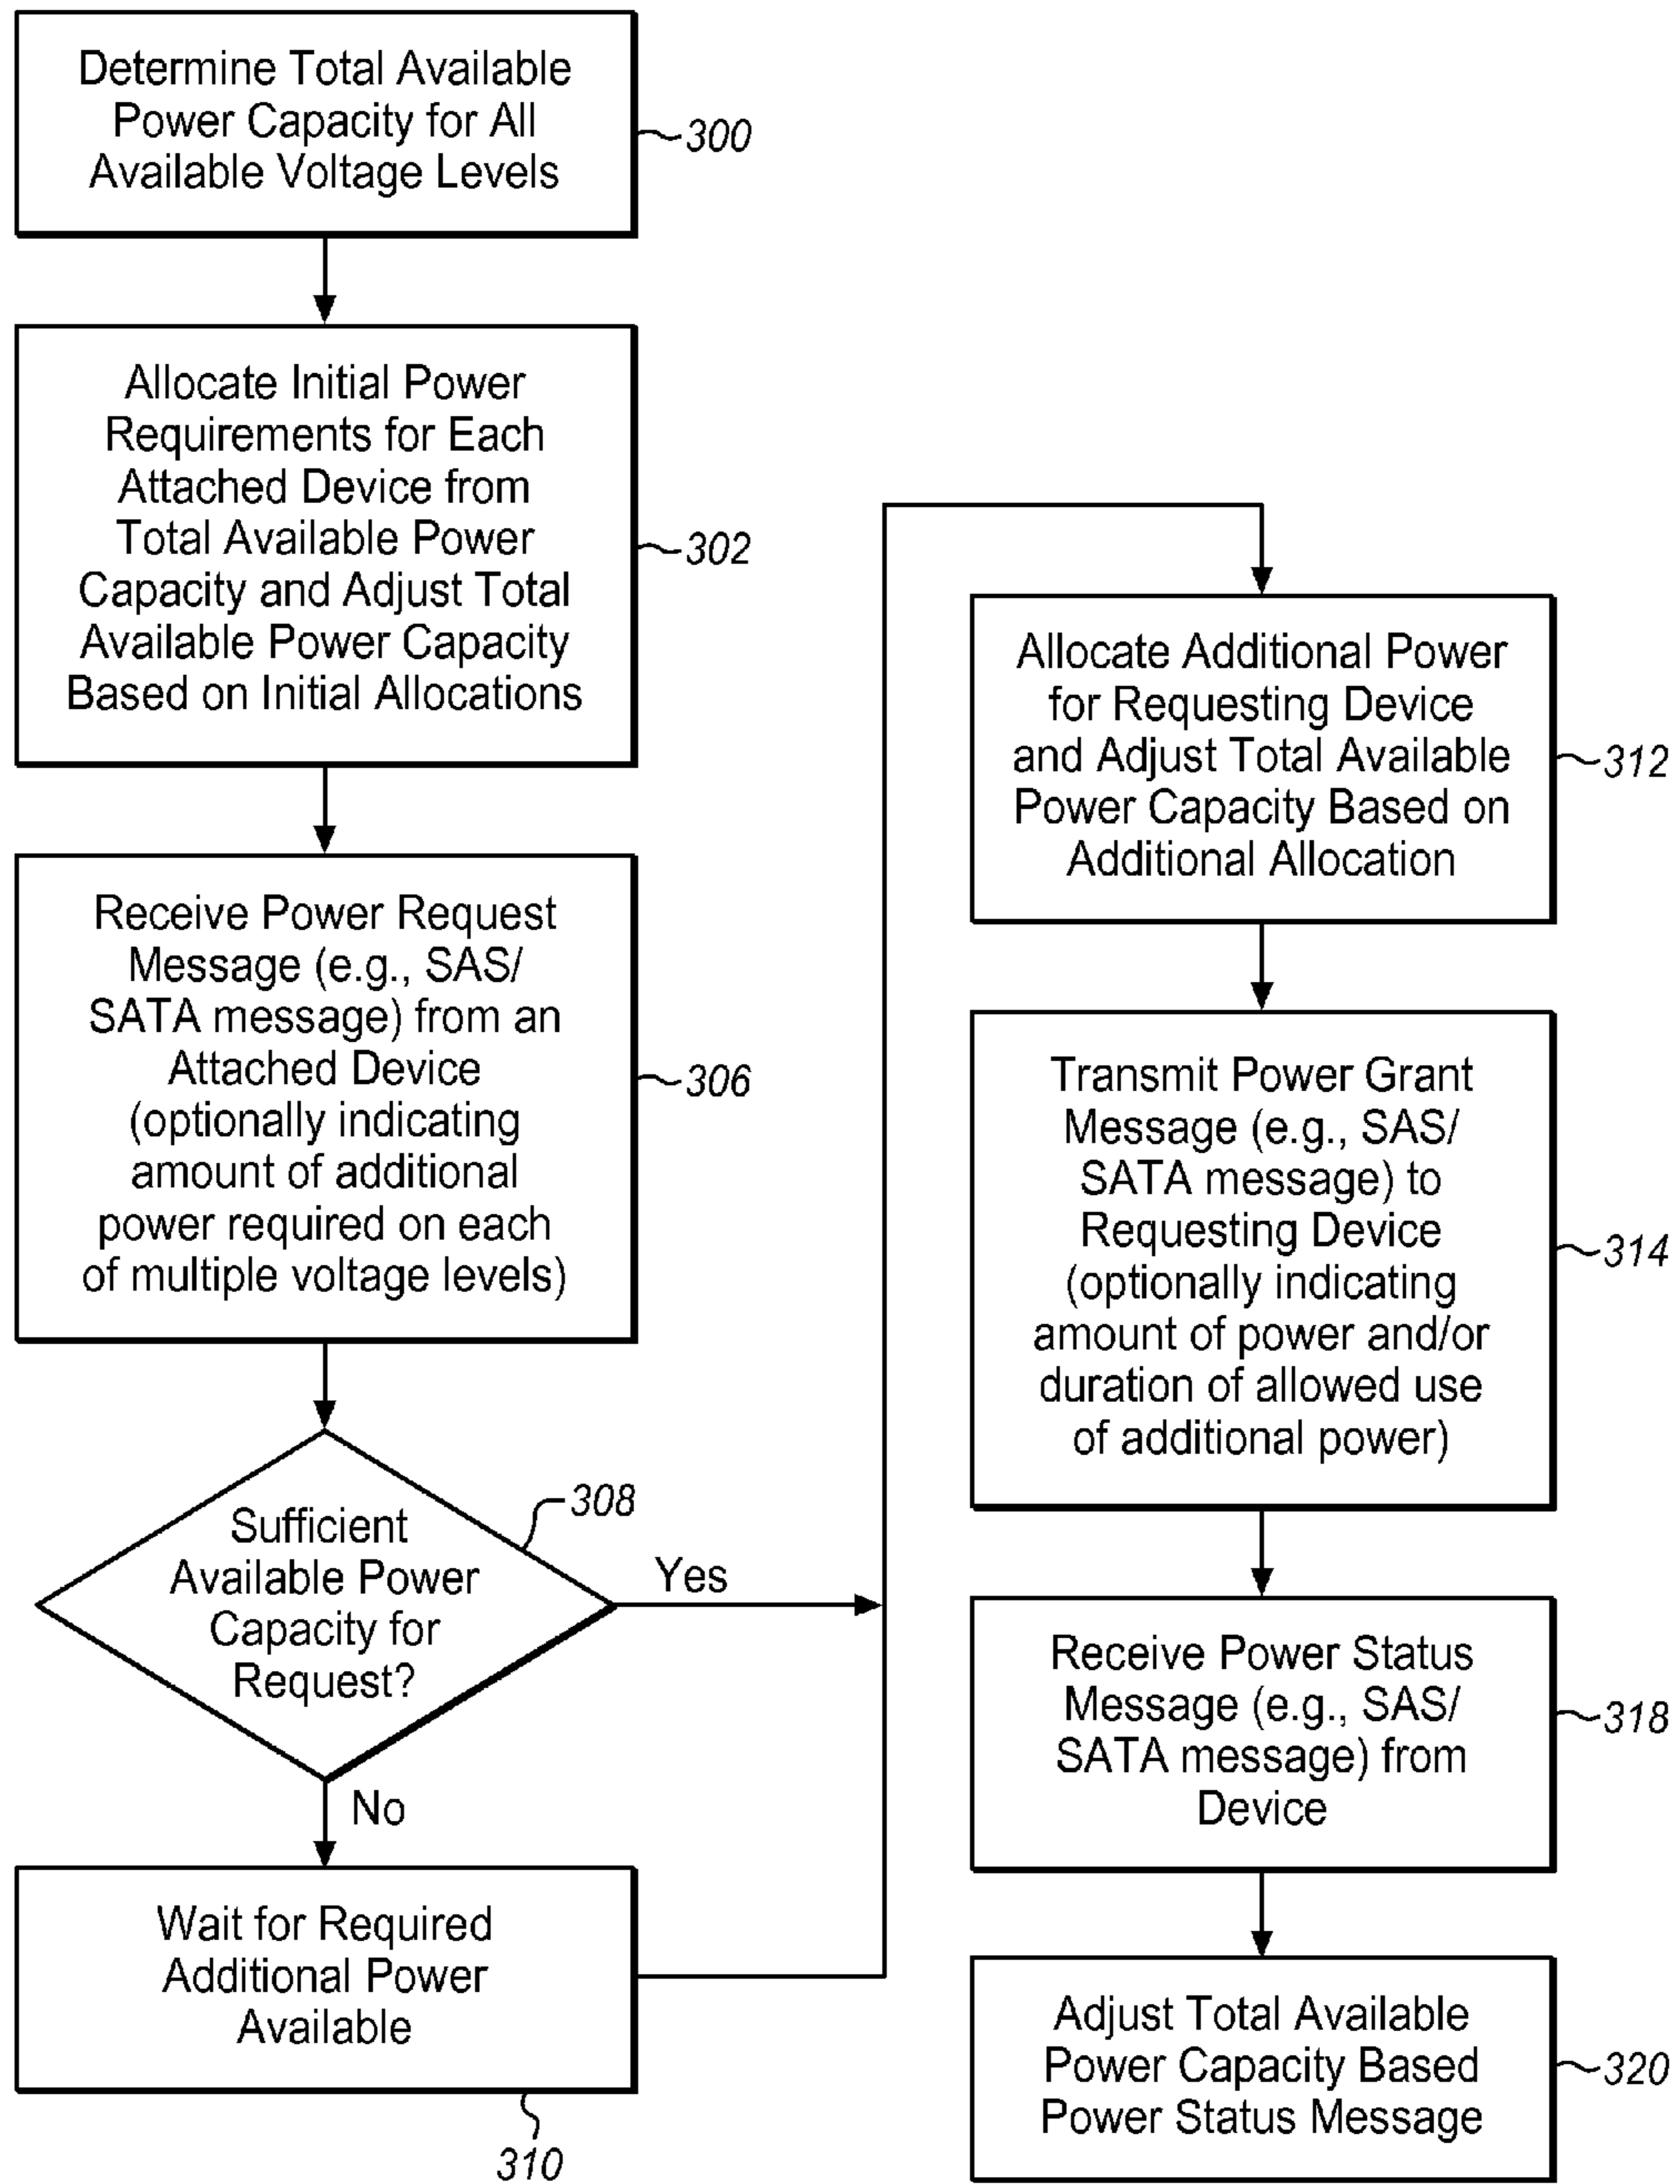 Determine Total Available
Power Capacity for All
Available Voltage Levels
300
Allocate Initial Power
Requirements for Each
Attached Device from
Total Available Power
Capacity and Adjust Total
Available Power Capacity
Based on Initial Allocations
302
Receive Power Request
Message (e.g., SAS/
SATA message) from an
Attached Device
(optionally indicating
amount of additional
power required on each
of multiple voltage levels)
306
Sufficient
Available Power
Capacity for
Request?
308
Yes
No
Wait for Required
Additional Power
Available
310
Allocate Additional Power
for Requesting Device
and Adjust Total Available
Power Capacity Based on
Additional Allocation
312
Transmit Power Grant
Message (e.g., SAS/
SATA message) to
Requesting Device
(optionally indicating
amount of power and/or
duration of allowed use
of additional power)
314
Receive Power Status
Message (e.g., SAS/
SATA message) from
Device
318
Adjust Total Available
Power Capacity Based
Power Status Message
320